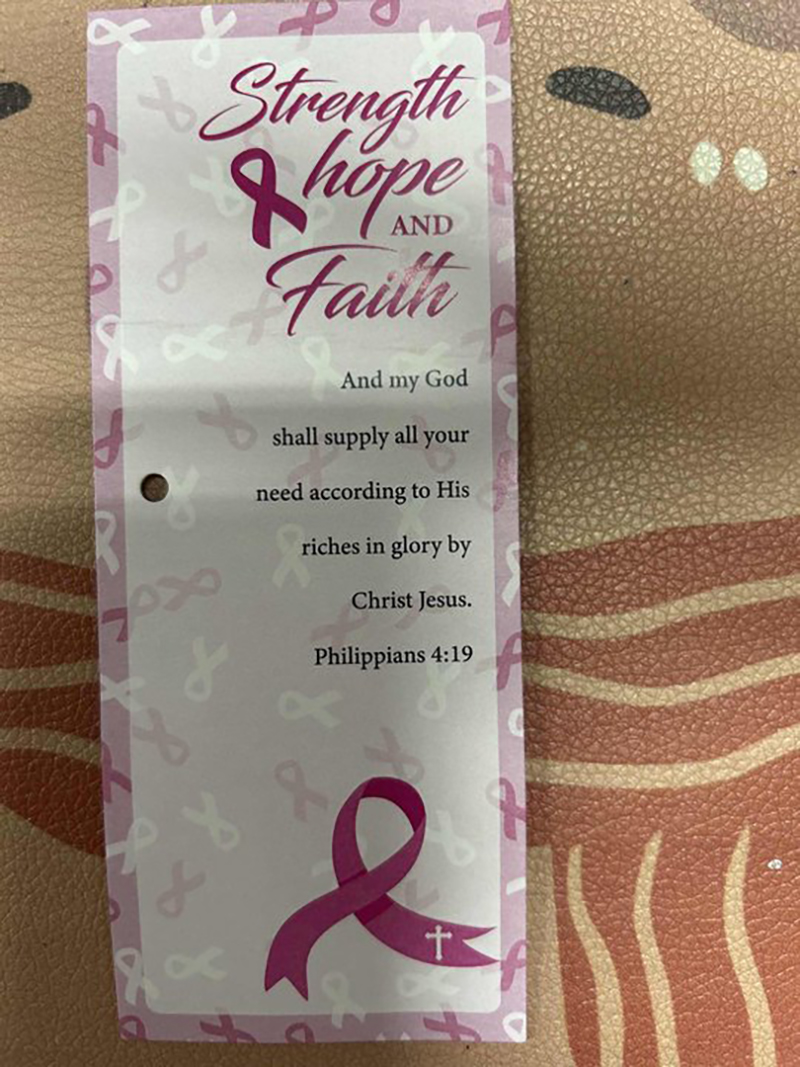 Strength
hope
AND
Faith
And my God
shall supply all your
need according to His
riches in glory by
Christ Jesus.
Philippians 4:19